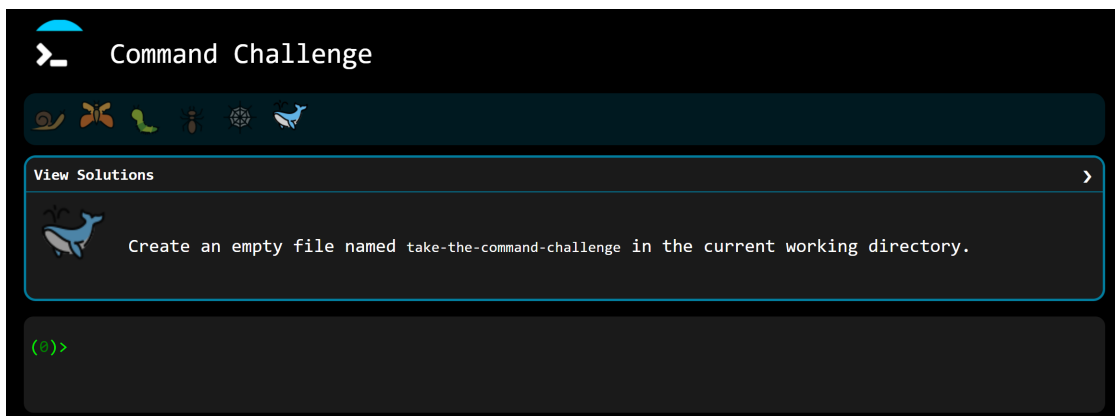 >_ Command Challenge
View Solutions ❯
Create an empty file named take-the-command-challenge in the current working directory.
(0)>